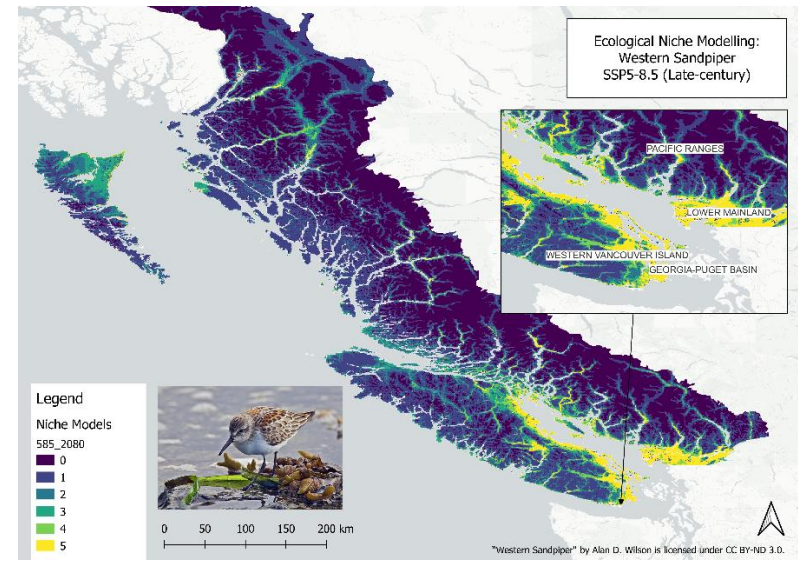 Ecological Niche Modelling:
Western Sandpiper
SSP5-8.5 (Late-century)
PACIFIC RANGES
LOWER MAINLAND
WESTERN VANCOUVER ISLAND
GEORGIA-PUGET BASIN
Legend
Niche Models
585_2080
0
1
2
3
4
5
0 50 100 150 200 km
"Western Sandpiper" by Alan D. Wilson is licensed under CC BY-ND 3.0.